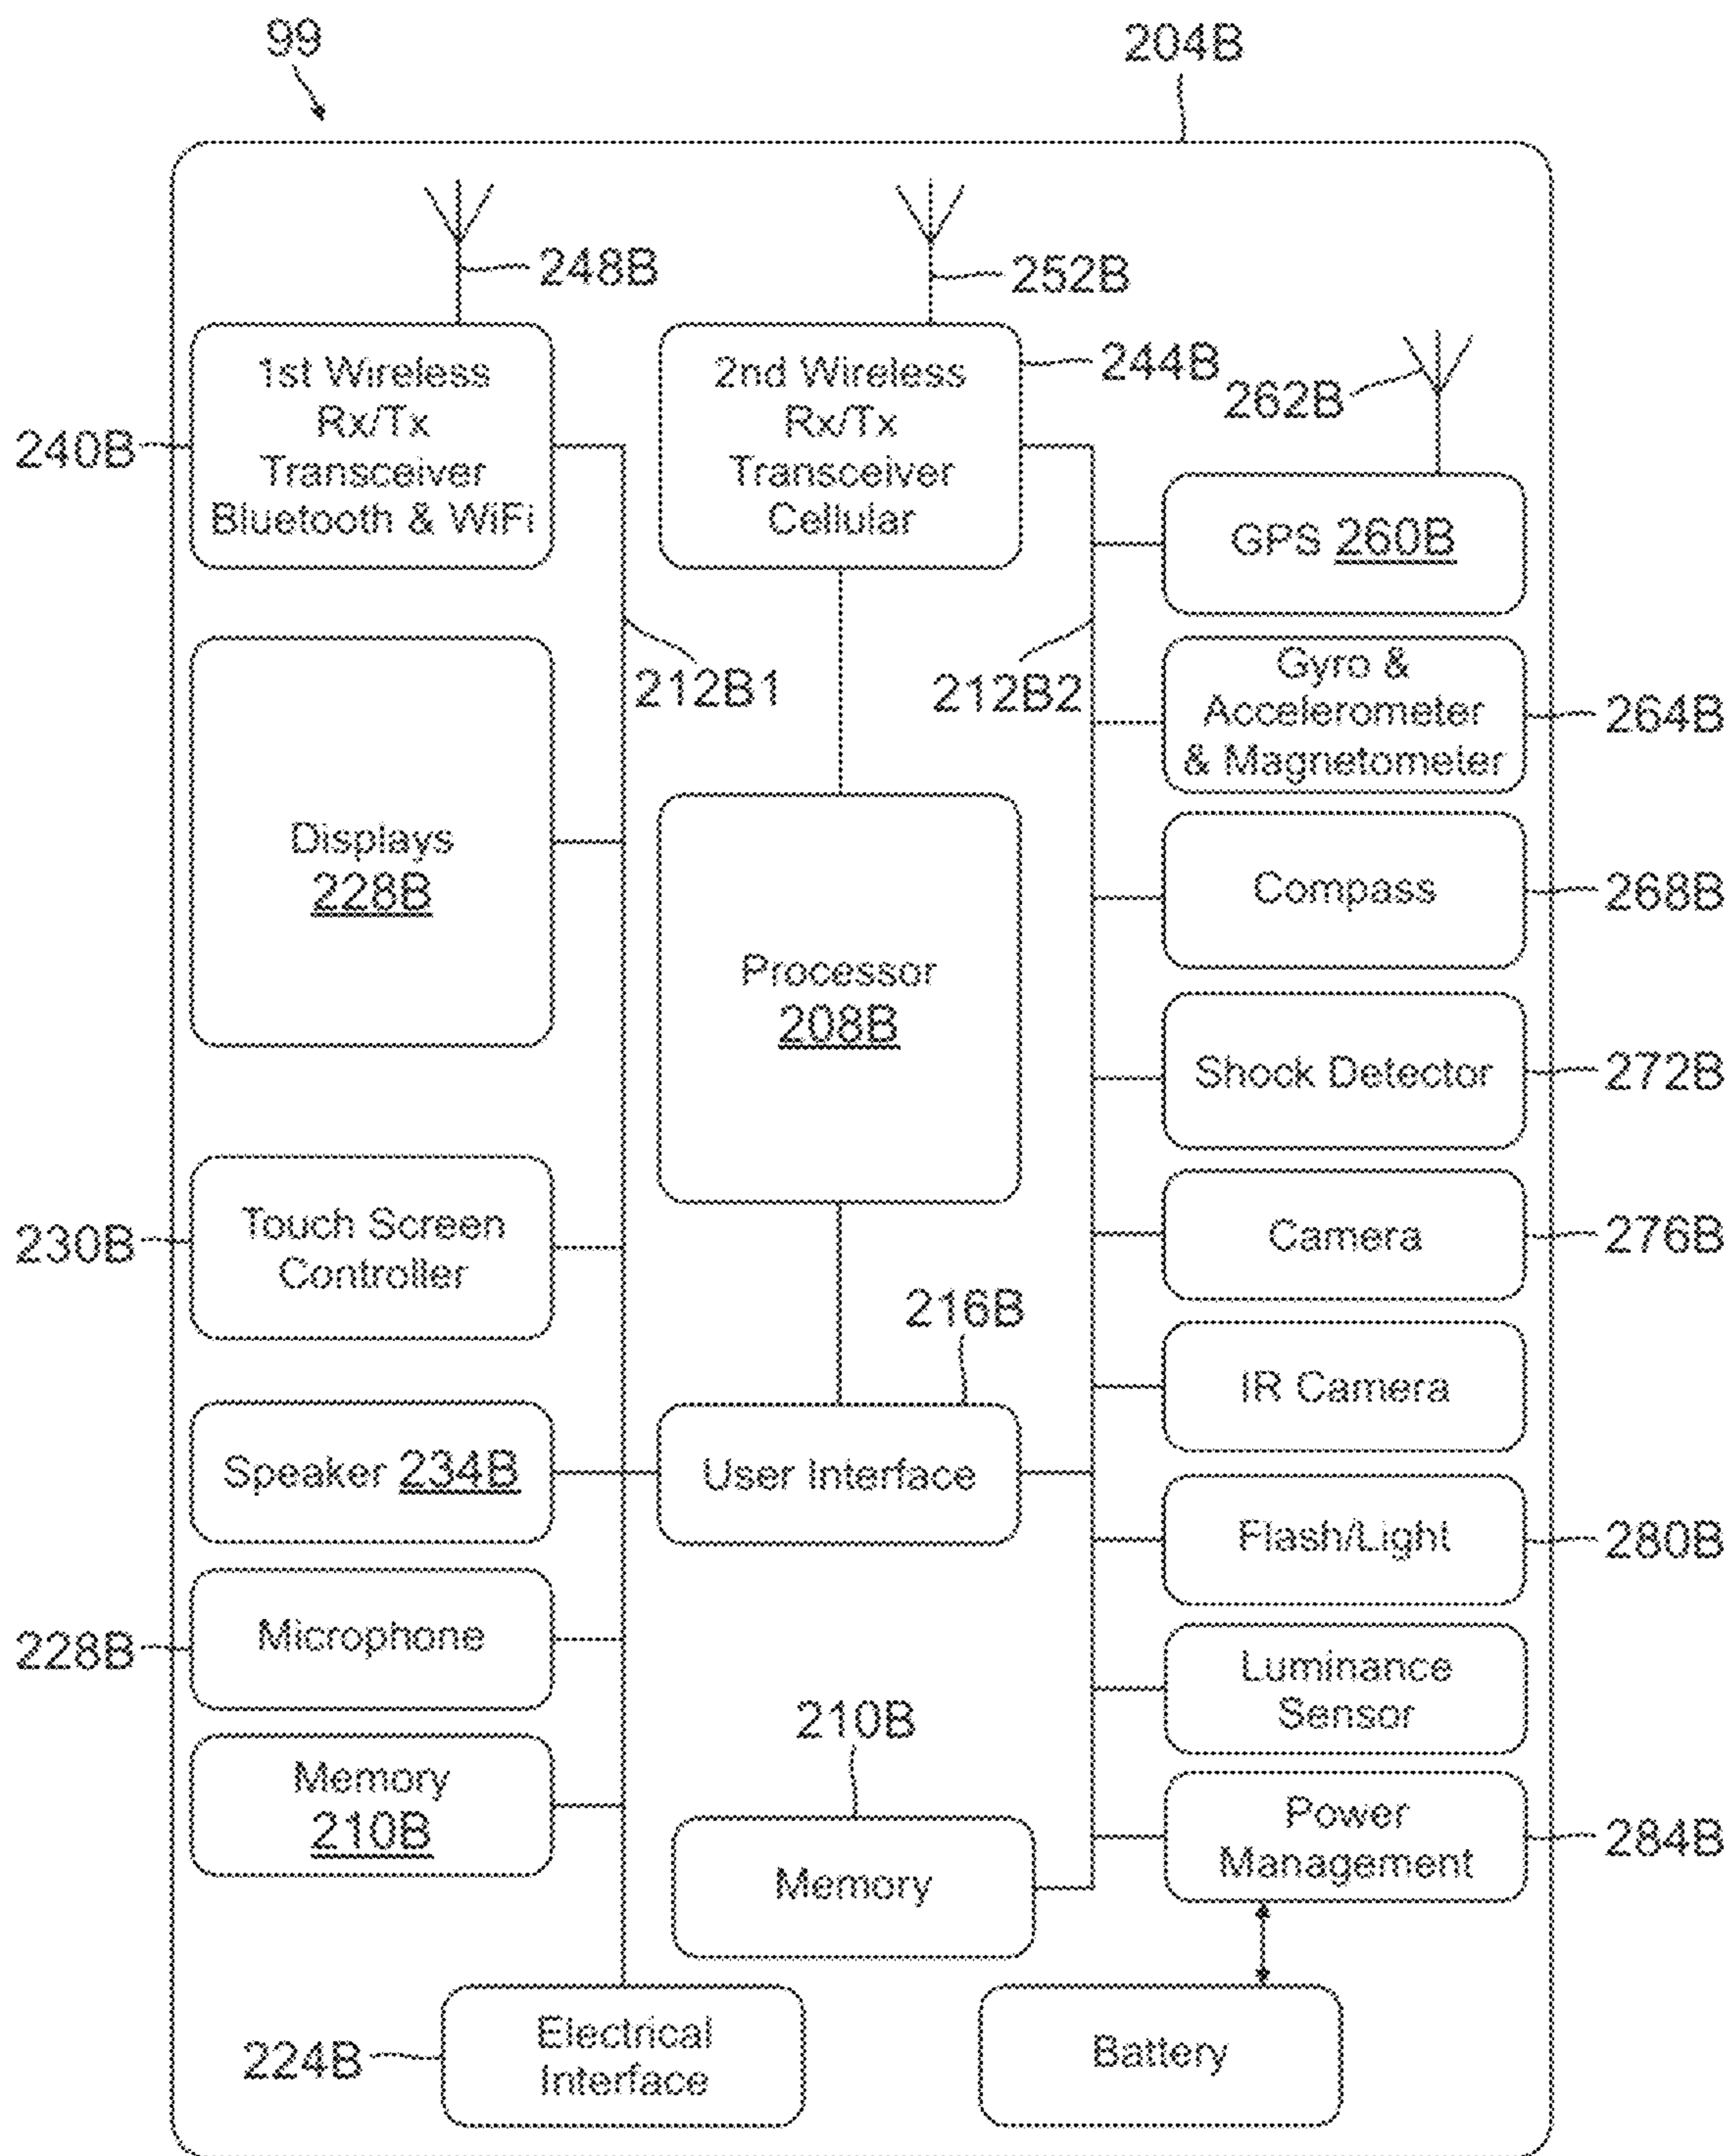 99
204B
248B
252B
1st Wireless
Rx/Tx
Transceiver
Bluetooth & WiFi
240B
2nd Wireless
Rx/Tx
Transceiver
Cellular
244B
262B
GPS 260B
212B1
212B2
Gyro &
Accelerometer
& Magnetometer
264B
Displays
228B
Processor
208B
Compass
268B
Shock Detector
272B
230B
Touch Screen
Controller
Camera
276B
216B
IR Camera
Speaker 234B
User Interface
Flash/Light
280B
228B
Microphone
Luminance
Sensor
210B
Memory
210B
Memory
Power
Management
284B
224B
Electrical
Interface
Battery